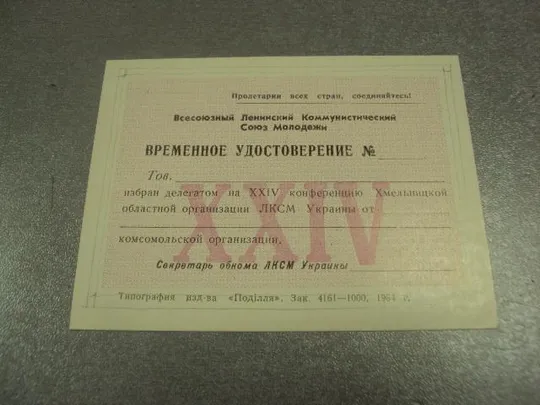 Пролетарии всех стран, соединяйтесь!
Всесоюзный Ленинский Коммунистический
Союз Молодежи
ВРЕМЕННОЕ УДОСТОВЕРЕНИЕ №
Тов.
избран делегатом на XXIV конференцию Хмельницкой
областной организации ЛКСМ Украины от
XXIV
комсомольской организации.
Секретарь обкома ЛКСМ Украины
Типография изд-ва «Поділля». Зак. 4161—1000, 1964 г.